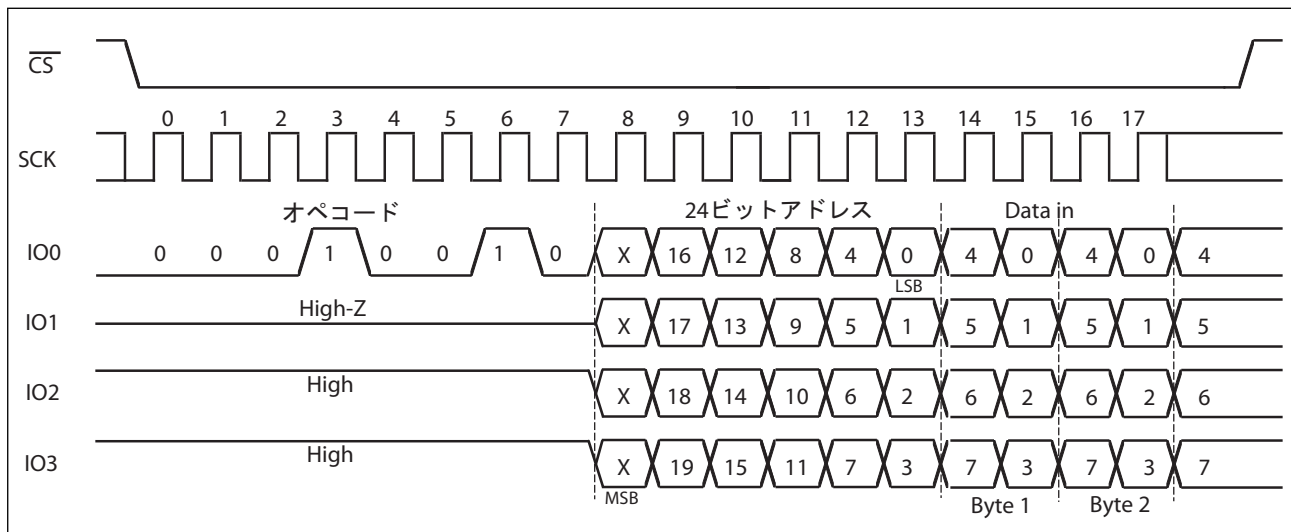 CS
0 1 2 3 4 5 6 7 8 9 10 11 12 13 14 15 16 17
SCK
オペコード 24ビットアドレス Data in
IO0 0 0 0 1 0 0 1 0 X 16 12 8 4 0 4 0 4 0 4
LSB
IO1 High-Z X 17 13 9 5 1 5 1 5 1 5
IO2 High X 18 14 10 6 2 6 2 6 2 6
IO3 High X 19 15 11 7 3 7 3 7 3 7
MSB
Byte 1 Byte 2